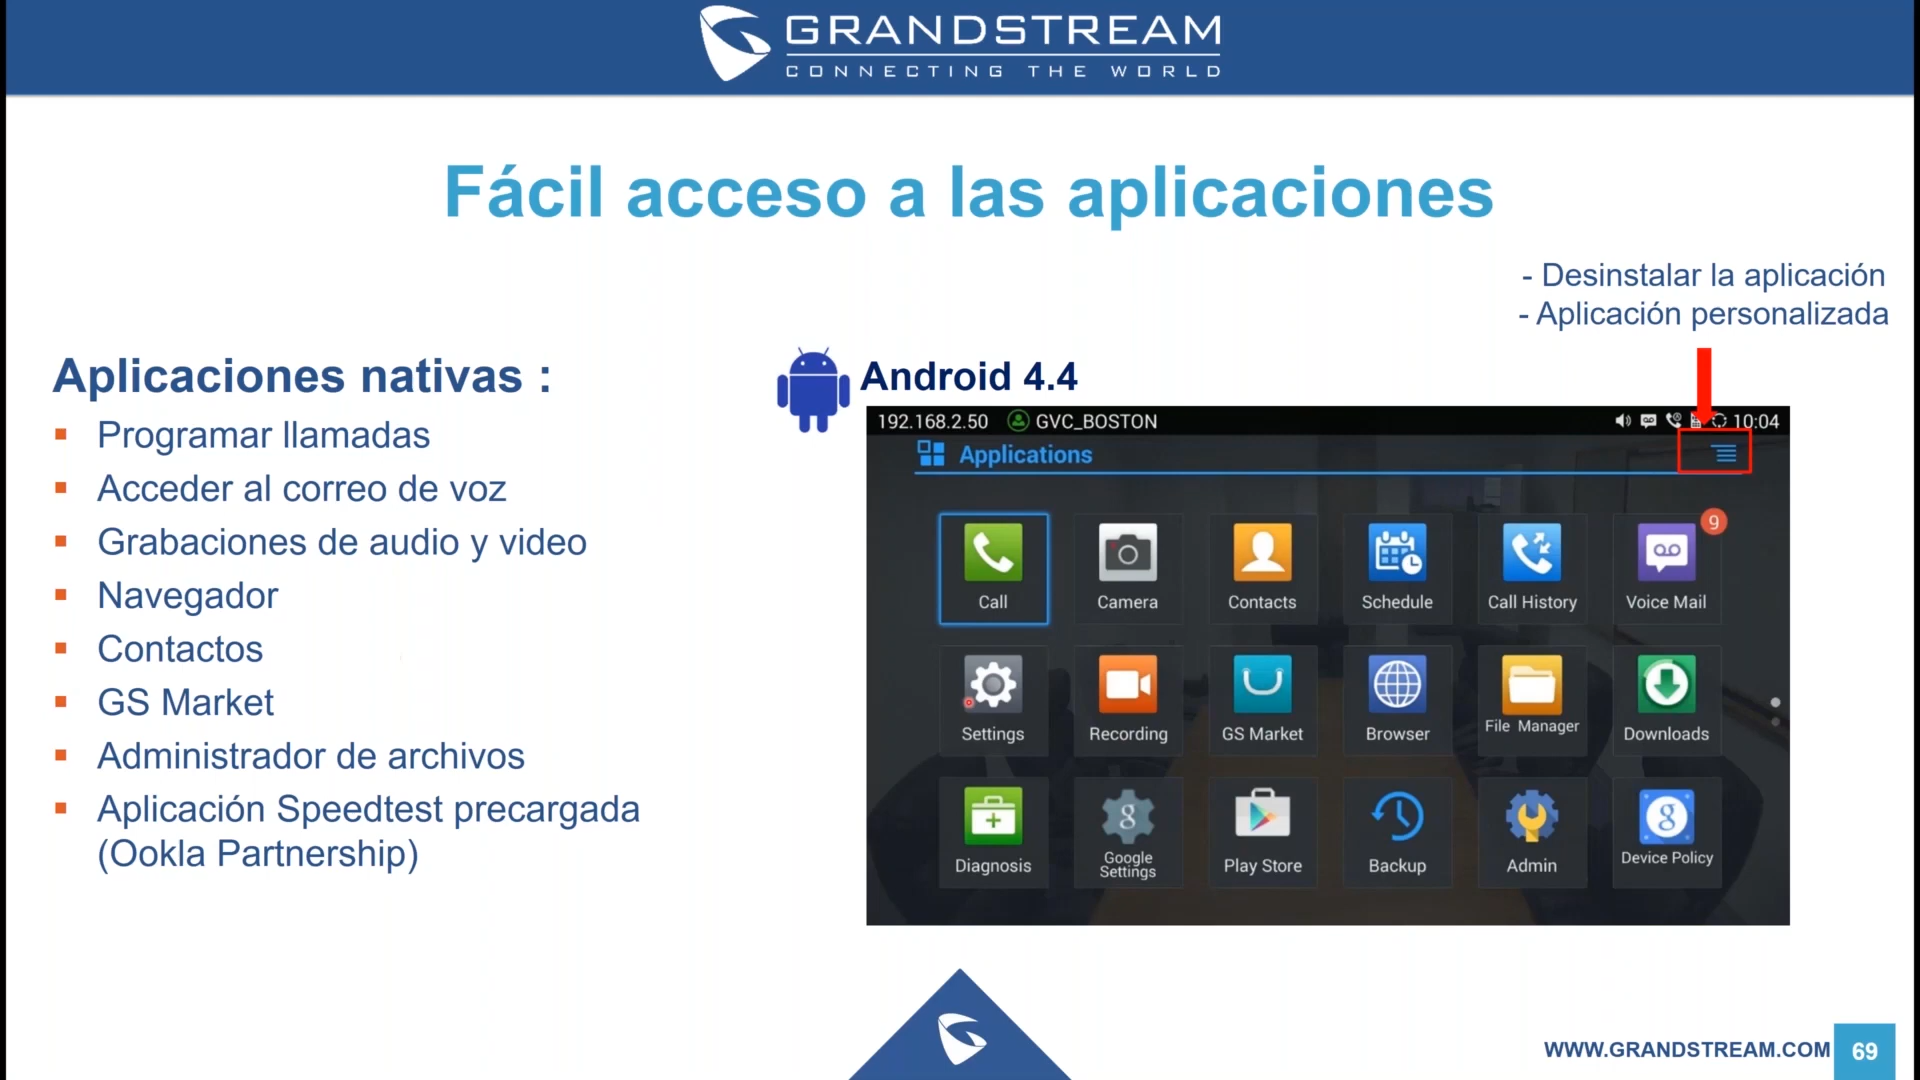 GRANDSTREAM
CONNECTING THE WORLD
Fácil acceso a las aplicaciones
- Desinstalar la aplicación
- Aplicación personalizada
Aplicaciones nativas :
Programar llamadas
Acceder al correo de voz
Grabaciones de audio y video
Navegador
Contactos
GS Market
Administrador de archivos
Aplicación Speedtest precargada
(Ookla Partnership)
Android 4.4
192.168.2.50 GVC_BOSTON 10:04
Applications
9
Call Camera Contacts Schedule Call History Voice Mail
Settings Recording GS Market Browser File Manager Downloads
Diagnosis Google Settings Play Store Backup Admin Device Policy
WWW.GRANDSTREAM.COM 69